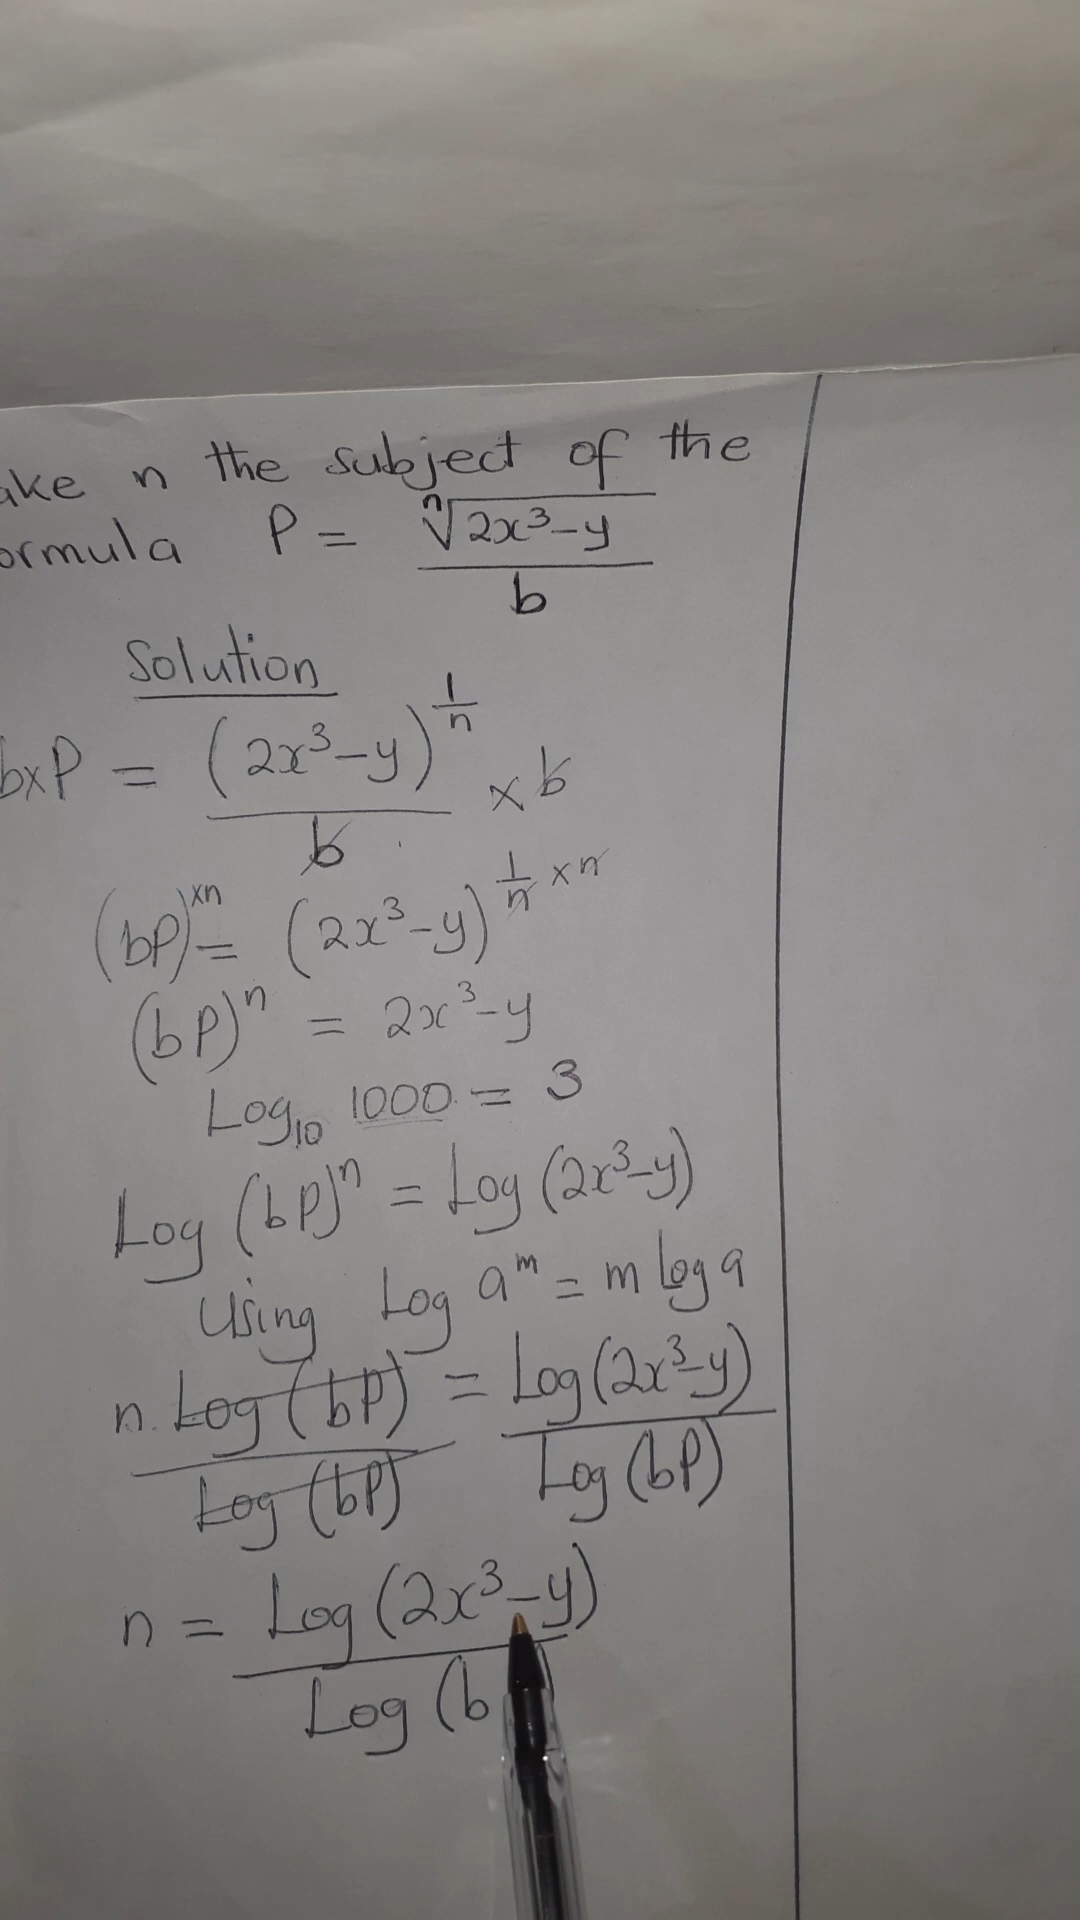 ake n the subject of the
ormula P = ⁿ√(2x³-y) / b
Solution
bxP = (2x³-y)^(1/n) / b × b
(bP)^(×n) = (2x³-y)^(1/n × n)
(bP)ⁿ = 2x³-y
Log₁₀ 1000 = 3
Log (bP)ⁿ = Log (2x³-y)
Using Log aᵐ = m log a
n. Log (bP) / Log (bP) = Log (2x³-y) / Log (bP)
n = Log (2x³-y) / Log (b )